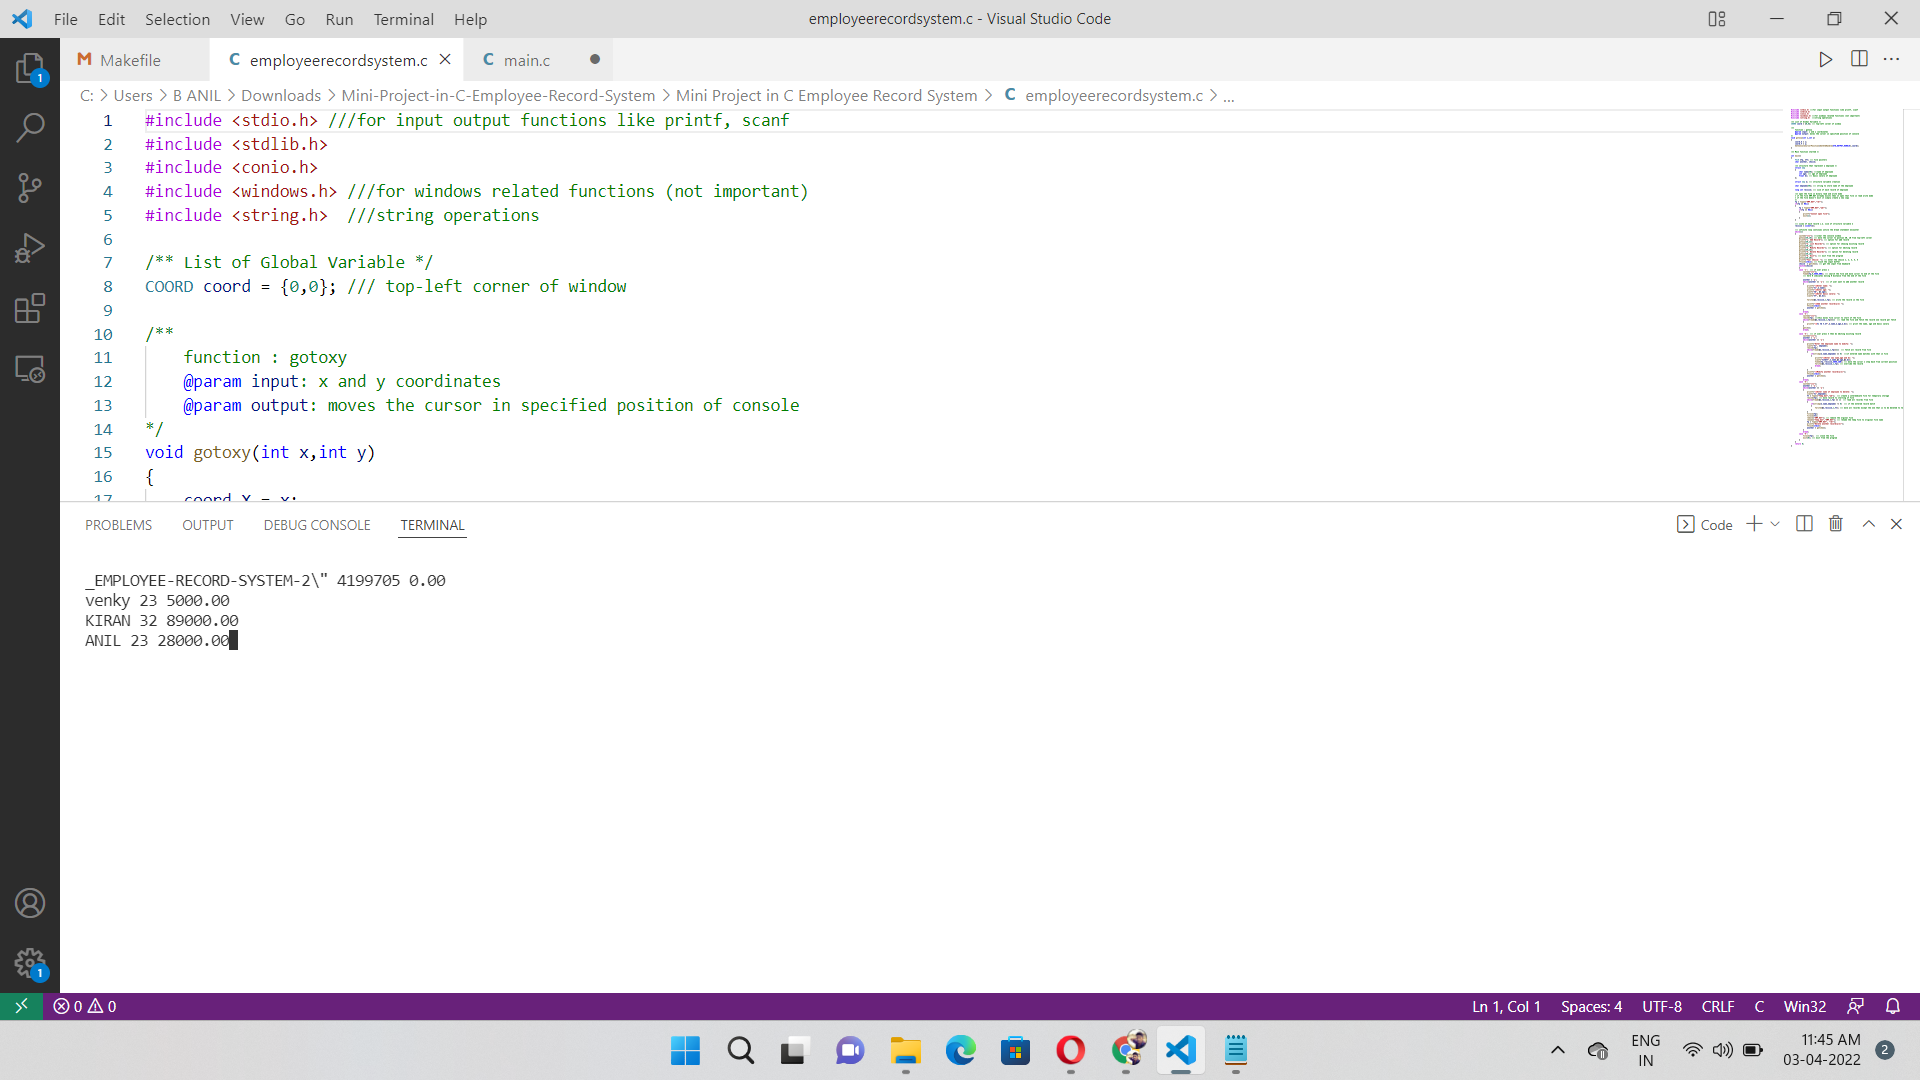 File Edit Selection View Go Run Terminal Help employeerecordsystem.c - Visual Studio Code
M Makefile C employeerecordsystem.c C main.c
C: > Users > B ANIL > Downloads > Mini-Project-in-C-Employee-Record-System > Mini Project in C Employee Record System > C employeerecordsystem.c > ...
1 #include <stdio.h> ///for input output functions like printf, scanf
2 #include <stdlib.h>
3 #include <conio.h>
4 #include <windows.h> ///for windows related functions (not important)
5 #include <string.h>  ///string operations
6
7 /** List of Global Variable */
8 COORD coord = {0,0}; /// top-left corner of window
9
10 /**
11     function : gotoxy
12     @param input: x and y coordinates
13     @param output: moves the cursor in specified position of console
14 */
15 void gotoxy(int x,int y)
16 {
17     coord.X = x;
PROBLEMS OUTPUT DEBUG CONSOLE TERMINAL Code
_EMPLOYEE-RECORD-SYSTEM-2\" 4199705 0.00
venky 23 5000.00
KIRAN 32 89000.00
ANIL 23 28000.00
1
1
0 0 Ln 1, Col 1 Spaces: 4 UTF-8 CRLF C Win32
ENG
IN
11:45 AM
03-04-2022
2